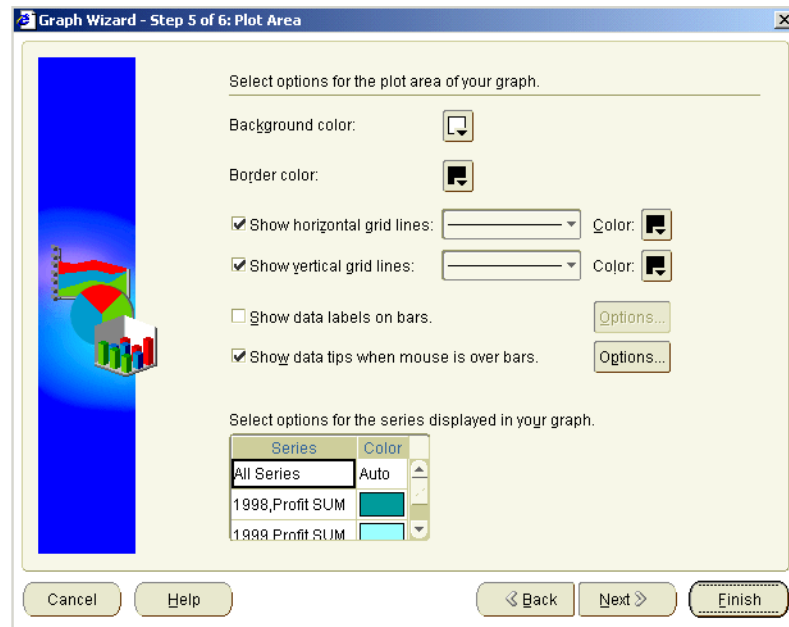 Graph Wizard - Step 5 of 6: Plot Area
Select options for the plot area of your graph.
Background color:
Border color:
Show horizontal grid lines: Color:
Show vertical grid lines: Color:
Show data labels on bars. Options...
Show data tips when mouse is over bars. Options...
Select options for the series displayed in your graph.
Series Color
All Series Auto
1998,Profit SUM
1999,Profit SUM
Cancel Help Back Next Finish